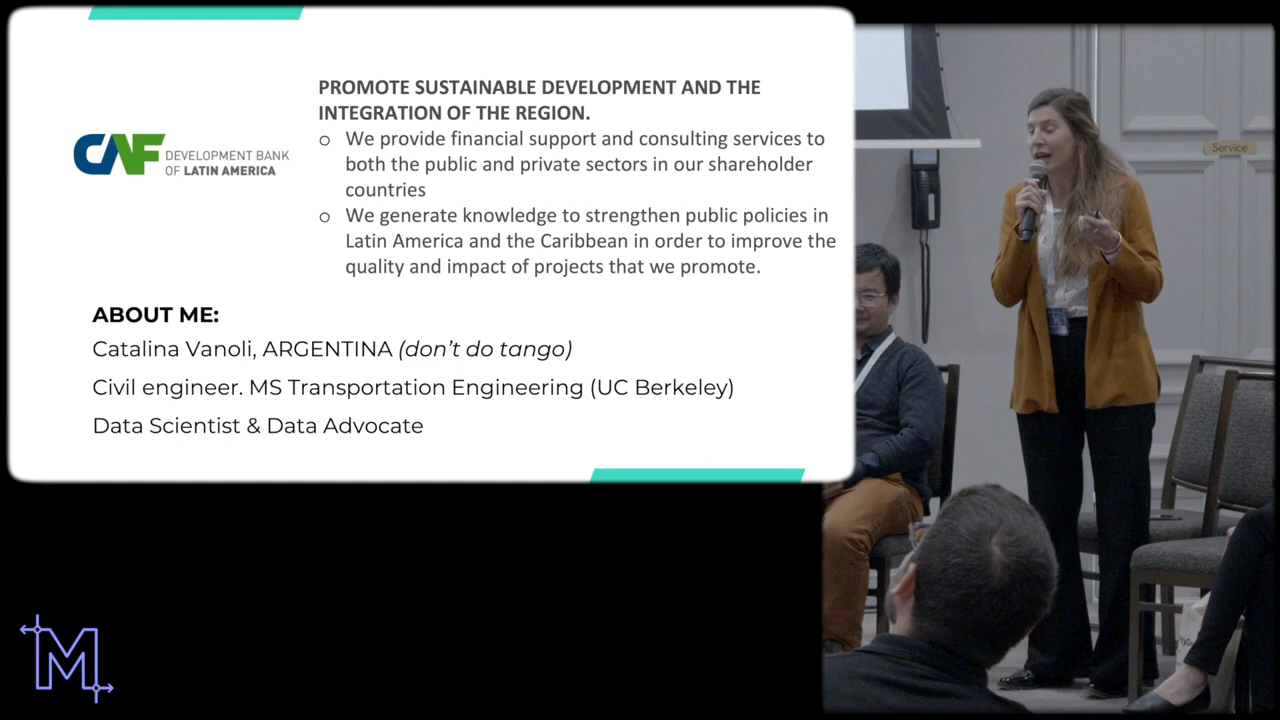 PROMOTE SUSTAINABLE DEVELOPMENT AND THE
INTEGRATION OF THE REGION.
o We provide financial support and consulting services to
both the public and private sectors in our shareholder
countries
o We generate knowledge to strengthen public policies in
Latin America and the Caribbean in order to improve the
quality and impact of projects that we promote.
CAF DEVELOPMENT BANK
OF LATIN AMERICA
ABOUT ME:
Catalina Vanoli, ARGENTINA (don't do tango)
Civil engineer. MS Transportation Engineering (UC Berkeley)
Data Scientist & Data Advocate
Service
M